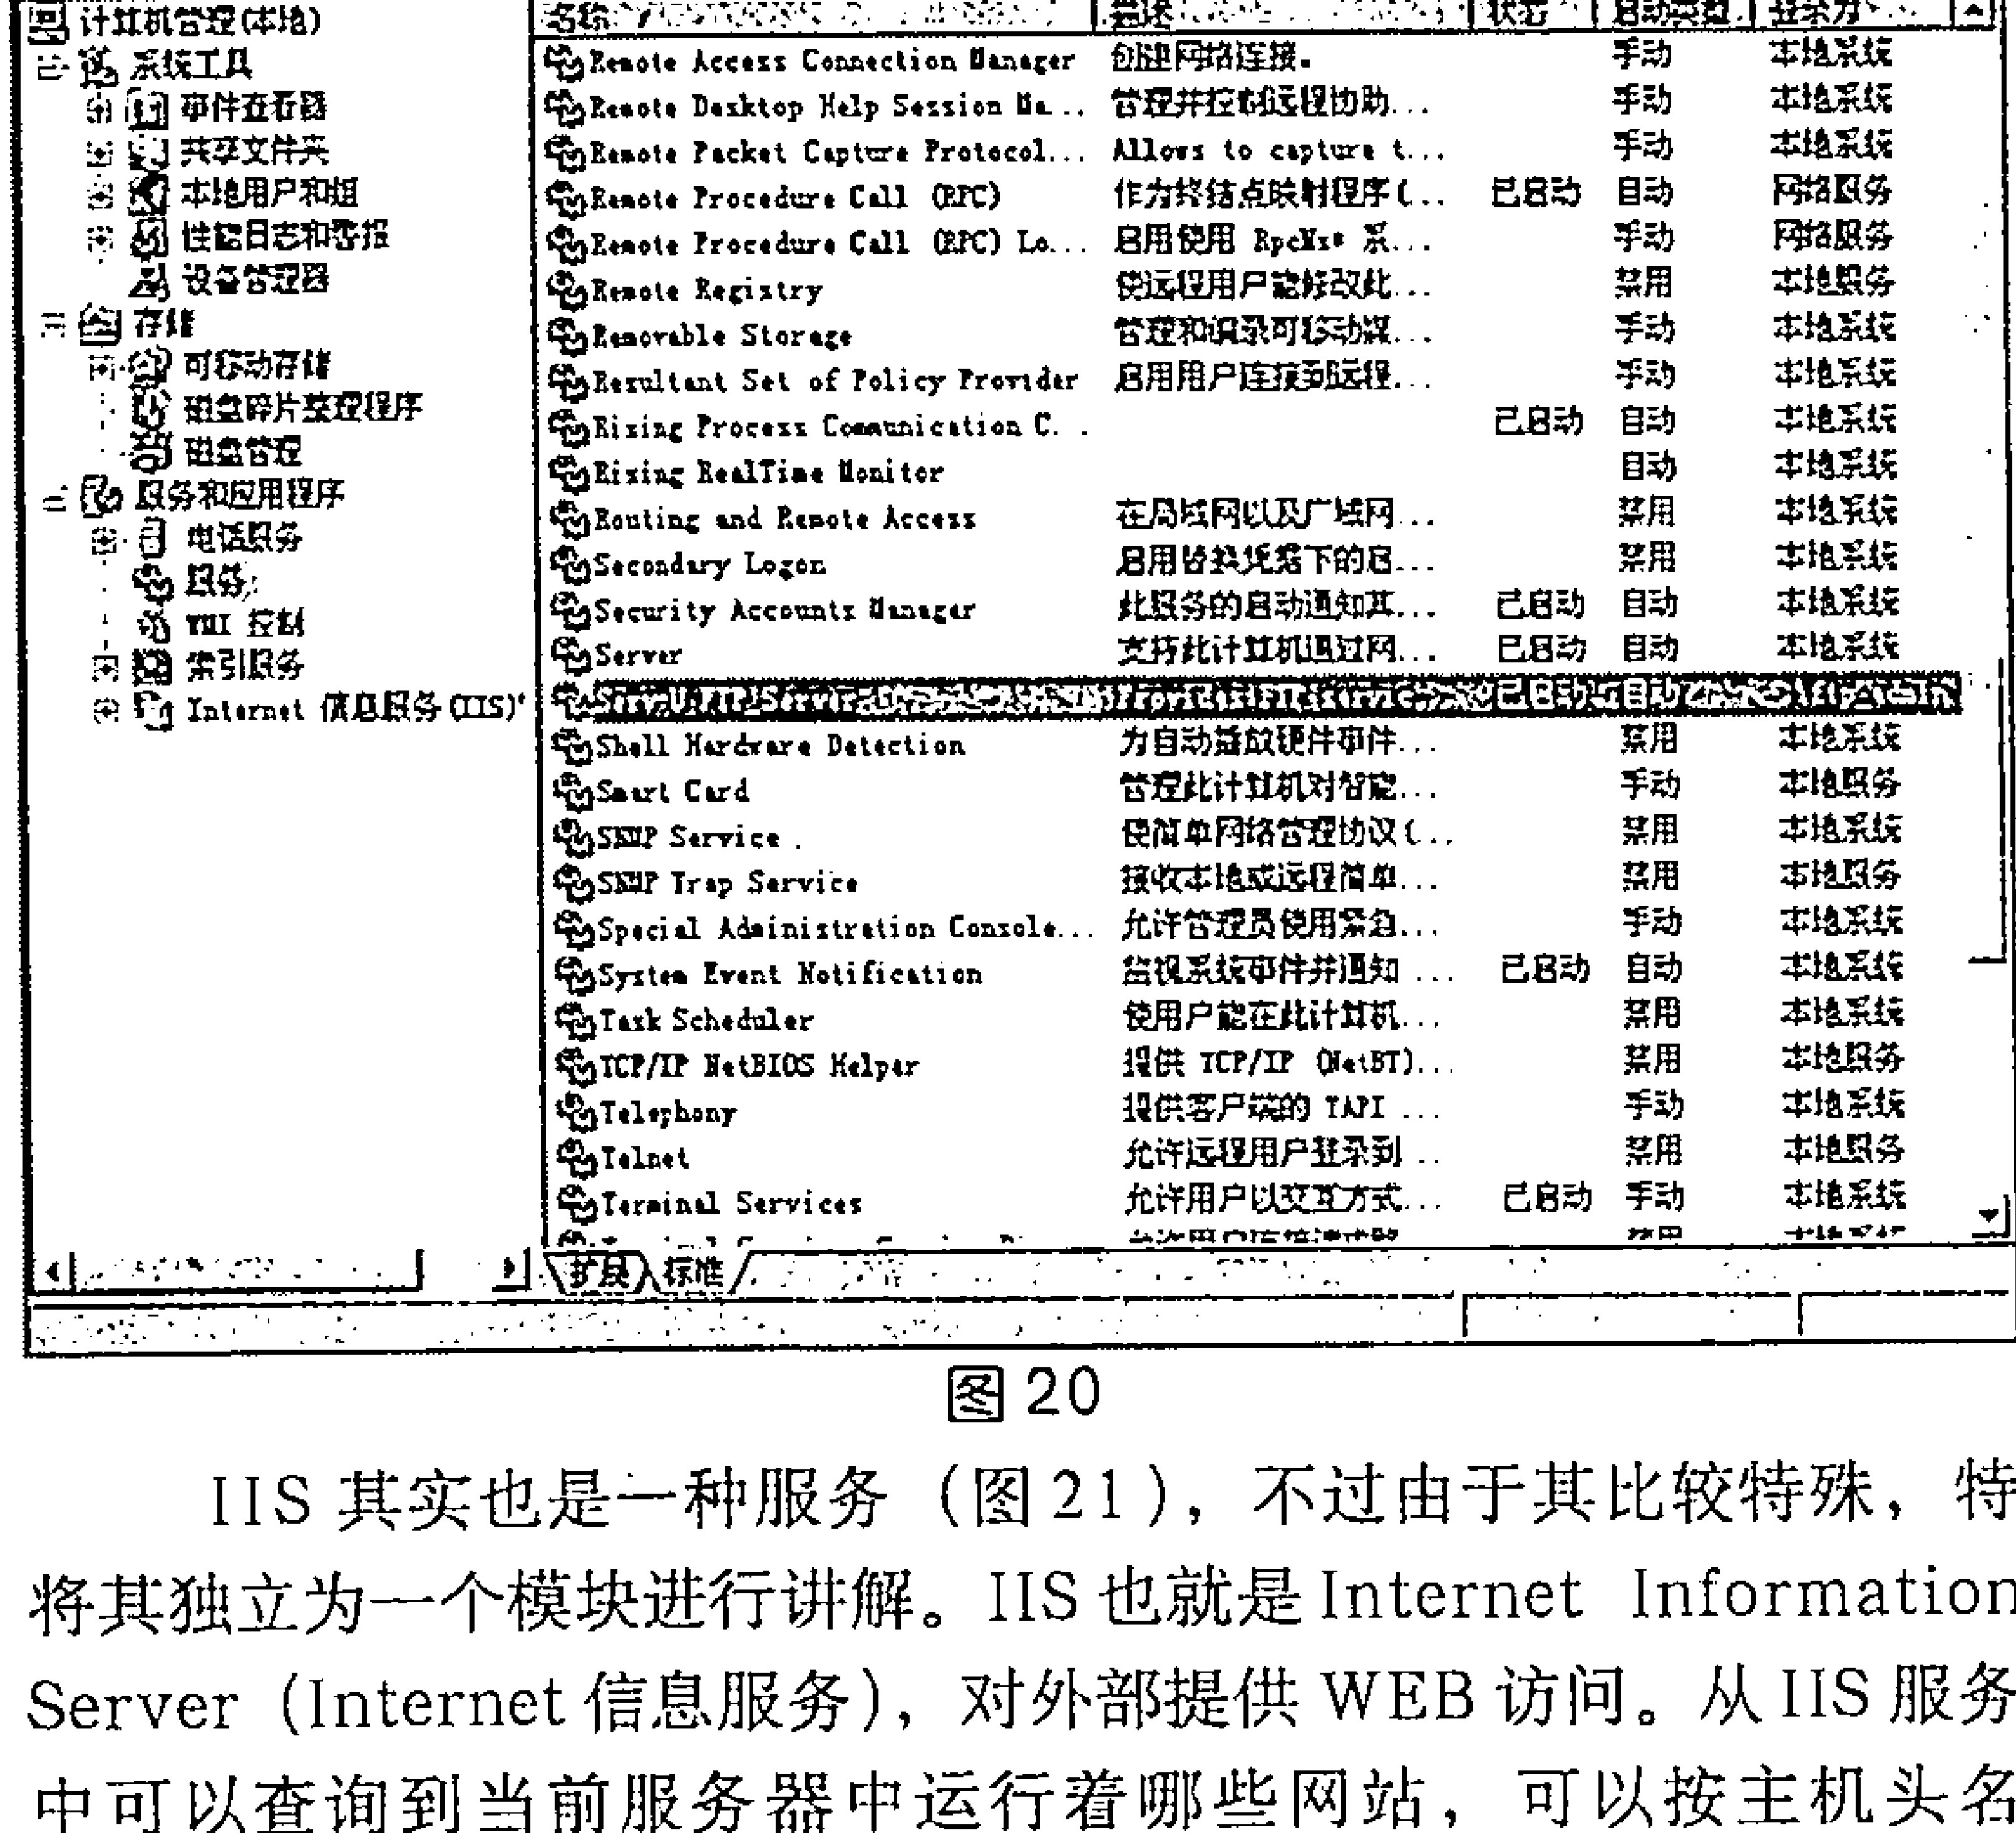 计算机管理(本地)
系统工具
事件查看器
共享文件夹
本地用户和组
性能日志和警报
设备管理器
存储
可移动存储
磁盘碎片整理程序
磁盘管理
服务和应用程序
电话服务
服务
WMI 控制
索引服务
Internet 信息服务(IIS)
名称 描述 状态 启动类型 登录为
Remote Access Connection Manager 创建网络连接。 手动 本地系统
Remote Desktop Help Session Ma... 管理并控制远程协助... 手动 本地系统
Remote Packet Capture Protocol... Allows to capture t... 手动 本地系统
Remote Procedure Call (RPC) 作为终结点映射程序(... 已启动 自动 网络服务
Remote Procedure Call (RPC) Lo... 启用使用 RpcNs* 系... 手动 网络服务
Remote Registry 使远程用户能修改此... 禁用 本地服务
Removable Storage 管理和编录可移动媒... 手动 本地系统
Resultant Set of Policy Provider 启用用户连接到远程... 手动 本地系统
Rising Process Communication C... 已启动 自动 本地系统
Rising RealTime Monitor 自动 本地系统
Routing and Remote Access 在局域网以及广域网... 禁用 本地系统
Secondary Logon 启用替换凭据下的启... 禁用 本地系统
Security Accounts Manager 此服务的启动通知其... 已启动 自动 本地系统
Server 支持此计算机通过网... 已启动 自动 本地系统
已启动 自动
Shell Hardware Detection 为自动播放硬件事件... 禁用 本地系统
Smart Card 管理此计算机对智能... 手动 本地服务
SNMP Service 使简单网络管理协议(... 禁用 本地系统
SNMP Trap Service 接收本地或远程简单... 禁用 本地服务
Special Administration Console... 允许管理员使用紧急... 手动 本地系统
System Event Notification 监视系统事件并通知 ... 已启动 自动 本地系统
Task Scheduler 使用户能在此计算机... 禁用 本地系统
TCP/IP NetBIOS Helper 提供 TCP/IP (NetBT)... 禁用 本地服务
Telephony 提供客户端的 TAPI ... 手动 本地系统
Telnet 允许远程用户登录到 ... 禁用 本地服务
Terminal Services 允许用户以交互方式... 已启动 手动 本地系统
扩展 标准
图 20
IIS 其实也是一种服务（图 21），不过由于其比较特殊，特
将其独立为一个模块进行讲解。IIS 也就是 Internet Information
Server（Internet 信息服务），对外部提供 WEB 访问。从 IIS 服务
中可以查询到当前服务器中运行着哪些网站，可以按主机头名